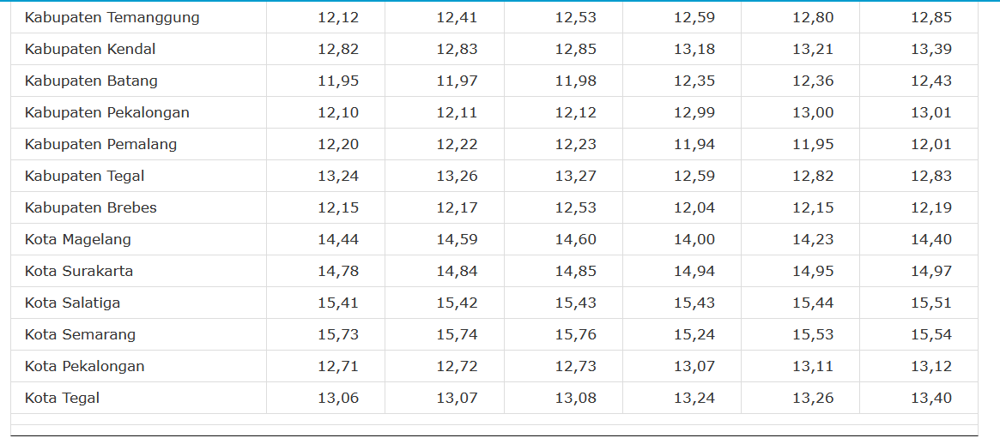 Kabupaten Temanggung 12,12 12,41 12,53 12,59 12,80 12,85
Kabupaten Kendal 12,82 12,83 12,85 13,18 13,21 13,39
Kabupaten Batang 11,95 11,97 11,98 12,35 12,36 12,43
Kabupaten Pekalongan 12,10 12,11 12,12 12,99 13,00 13,01
Kabupaten Pemalang 12,20 12,22 12,23 11,94 11,95 12,01
Kabupaten Tegal 13,24 13,26 13,27 12,59 12,82 12,83
Kabupaten Brebes 12,15 12,17 12,53 12,04 12,15 12,19
Kota Magelang 14,44 14,59 14,60 14,00 14,23 14,40
Kota Surakarta 14,78 14,84 14,85 14,94 14,95 14,97
Kota Salatiga 15,41 15,42 15,43 15,43 15,44 15,51
Kota Semarang 15,73 15,74 15,76 15,24 15,53 15,54
Kota Pekalongan 12,71 12,72 12,73 13,07 13,11 13,12
Kota Tegal 13,06 13,07 13,08 13,24 13,26 13,40